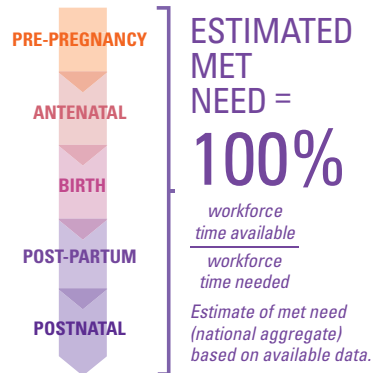 PRE-PREGNANCY
ANTENATAL
BIRTH
POST-PARTUM
POSTNATAL
ESTIMATED
MET
NEED =
100%
workforce
time available
workforce
time needed
Estimate of met need
(national aggregate)
based on available data.